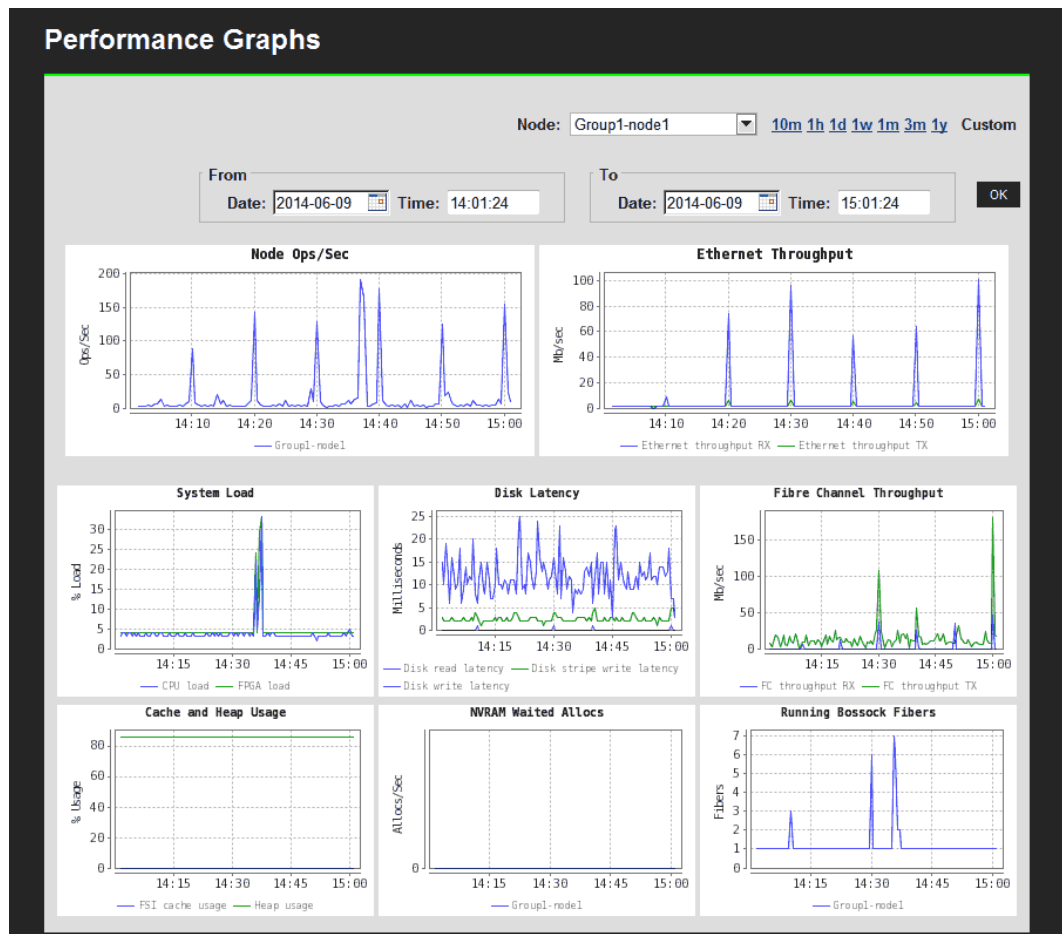 Performance Graphs
Node: Group1-node1 10m 1h 1d 1w 1m 3m 1y Custom
From
Date: 2014-06-09 Time: 14:01:24
To
Date: 2014-06-09 Time: 15:01:24
OK
Node Ops/Sec
Ops/Sec
200
150
100
50
0
14:10 14:20 14:30 14:40 14:50 15:00
Group1-node1
Ethernet Throughput
Mb/sec
100
80
60
40
20
0
14:10 14:20 14:30 14:40 14:50 15:00
Ethernet throughput RX Ethernet throughput TX
System Load
% Load
30
25
20
15
10
5
0
14:15 14:30 14:45 15:00
CPU load FPGA load
Disk Latency
Milliseconds
25
20
15
10
5
0
14:15 14:30 14:45 15:00
Disk read latency Disk stripe write latency
Disk write latency
Fibre Channel Throughput
Mb/sec
150
100
50
0
14:15 14:30 14:45 15:00
FC throughput RX FC throughput TX
Cache and Heap Usage
% Usage
80
60
40
20
0
14:15 14:30 14:45 15:00
FSI cache usage Heap usage
NVRAM Waited Allocs
Allocs/Sec
0
14:15 14:30 14:45 15:00
Group1-node1
Running Bossock Fibers
Fibers
7
6
5
4
3
2
1
0
14:15 14:30 14:45 15:00
Group1-node1